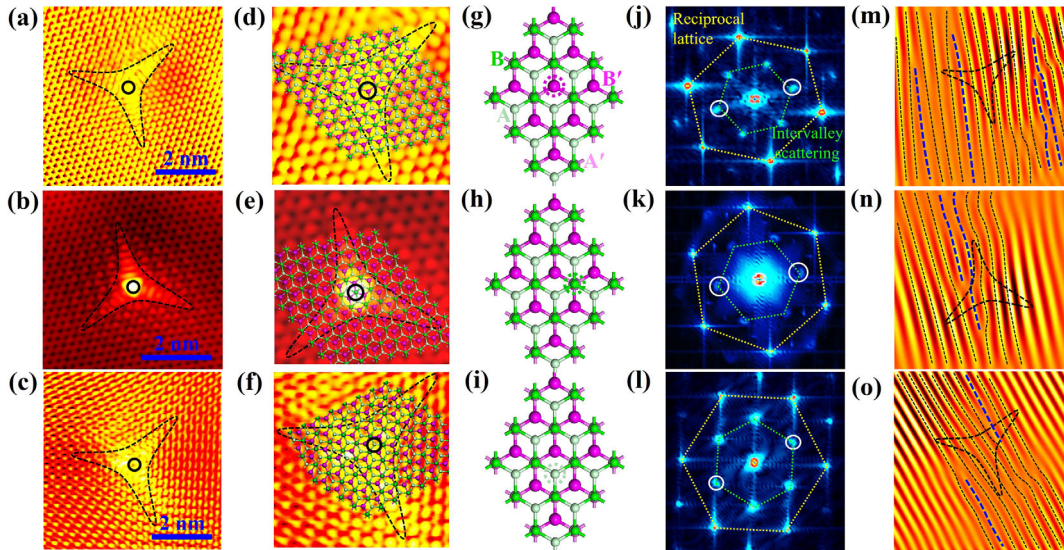 (a)
2 nm
(d)
(g)
B
B′
A
A′
(j)
Reciprocal
lattice
Intervalley
scattering
(m)
(b)
2 nm
(e)
(h)
(k)
(n)
(c)
2 nm
(f)
(i)
(l)
(o)